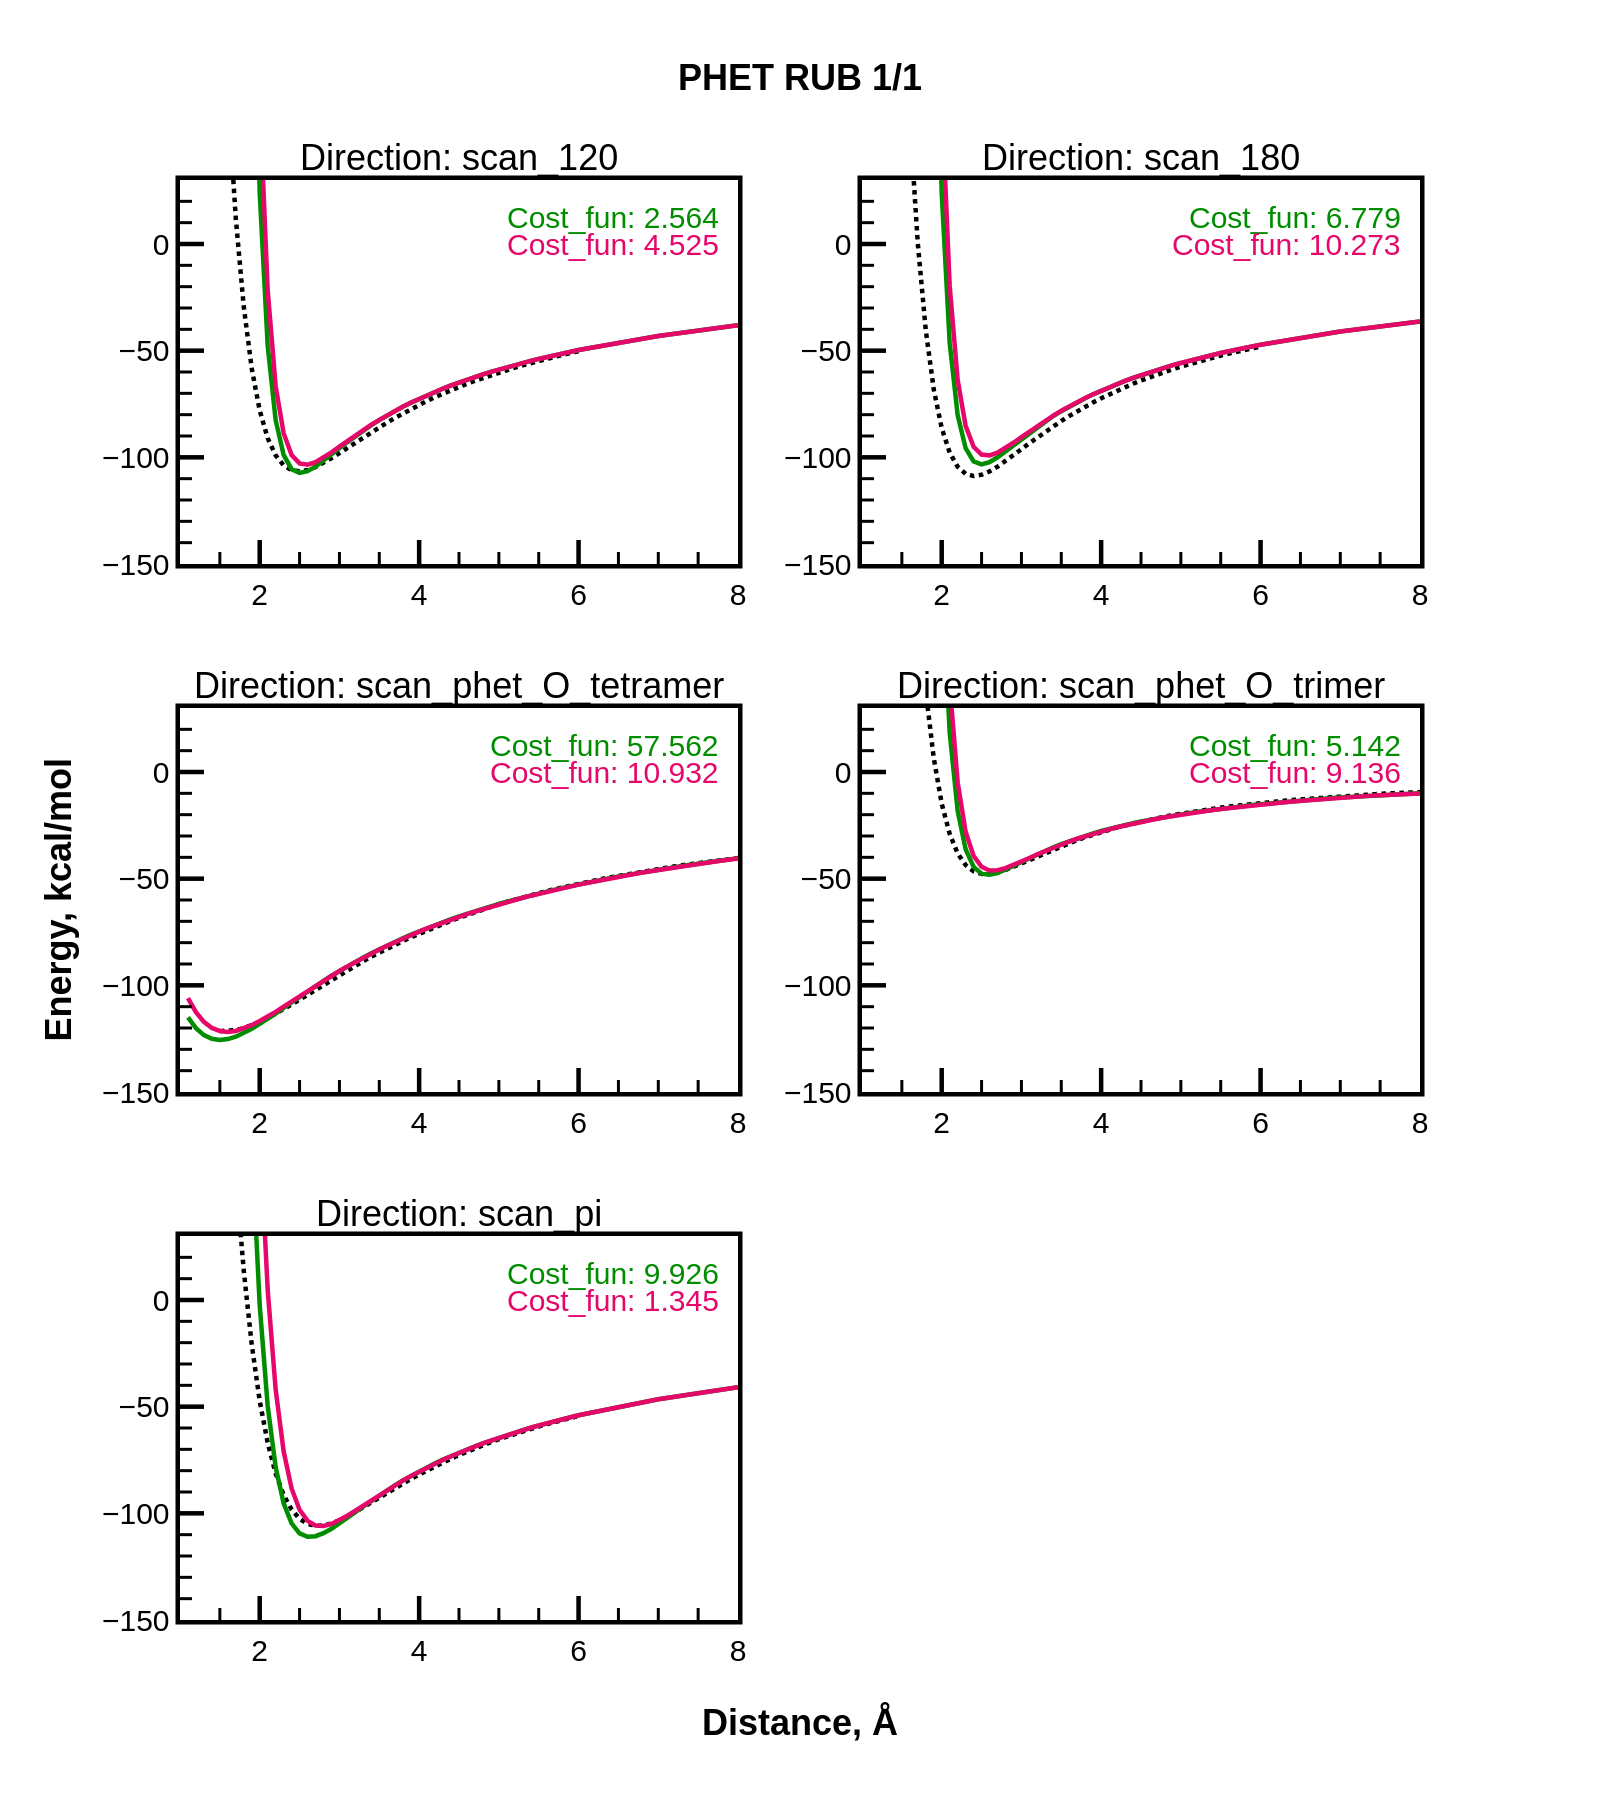 PHET RUB 1/1
Direction: scan_120
Cost_fun: 2.564
Cost_fun: 4.525
0
−50
−100
−150
2 4 6 8
Direction: scan_180
Cost_fun: 6.779
Cost_fun: 10.273
0
−50
−100
−150
2 4 6 8
Energy, kcal/mol
Direction: scan_phet_O_tetramer
Cost_fun: 57.562
Cost_fun: 10.932
0
−50
−100
−150
2 4 6 8
Direction: scan_phet_O_trimer
Cost_fun: 5.142
Cost_fun: 9.136
0
−50
−100
−150
2 4 6 8
Direction: scan_pi
Cost_fun: 9.926
Cost_fun: 1.345
0
−50
−100
−150
2 4 6 8
Distance, Å